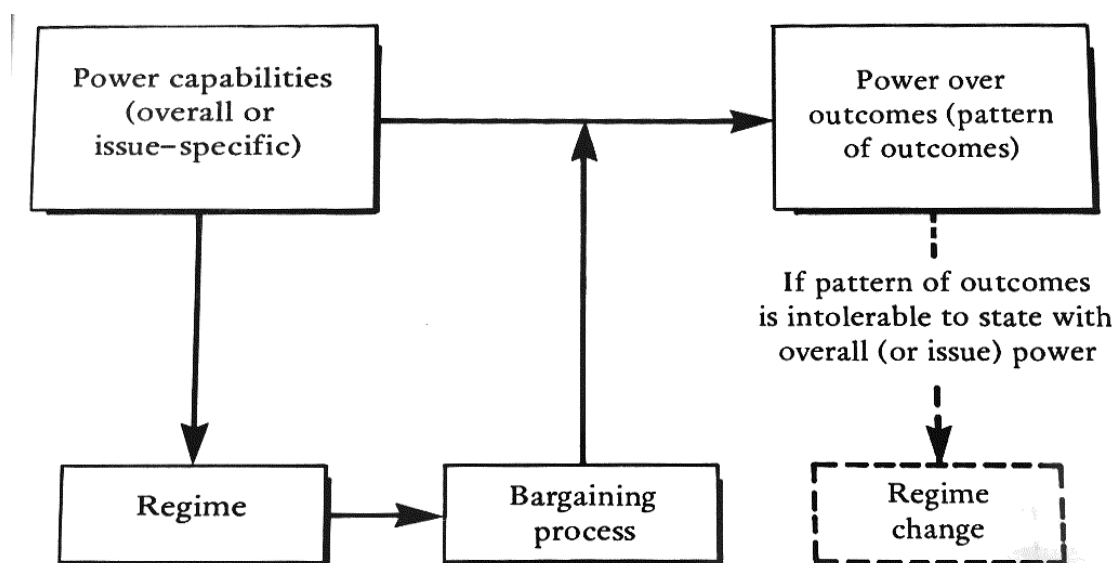 Power capabilities
(overall or
issue-specific)
Power over
outcomes (pattern
of outcomes)
If pattern of outcomes
is intolerable to state with
overall (or issue) power
Regime
Bargaining
process
Regime
change